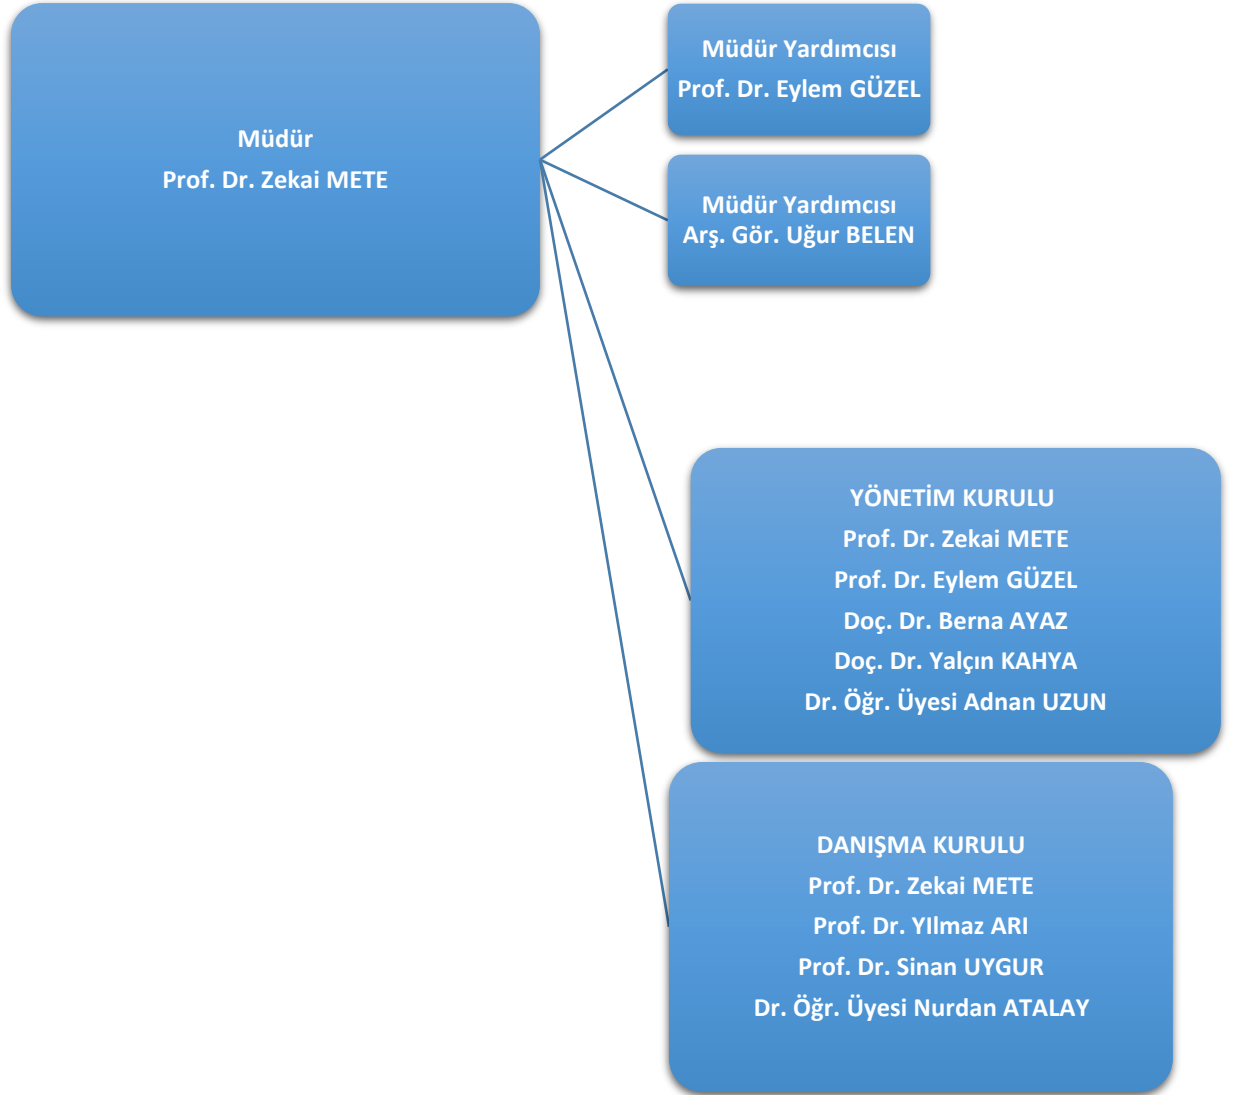 Müdür
Prof. Dr. Zekai METE
Müdür Yardımcısı
Prof. Dr. Eylem GÜZEL
Müdür Yardımcısı
Arş. Gör. Uğur BELEN
YÖNETİM KURULU
Prof. Dr. Zekai METE
Prof. Dr. Eylem GÜZEL
Doç. Dr. Berna AYAZ
Doç. Dr. Yalçın KAHYA
Dr. Öğr. Üyesi Adnan UZUN
DANIŞMA KURULU
Prof. Dr. Zekai METE
Prof. Dr. YIlmaz ARI
Prof. Dr. Sinan UYGUR
Dr. Öğr. Üyesi Nurdan ATALAY